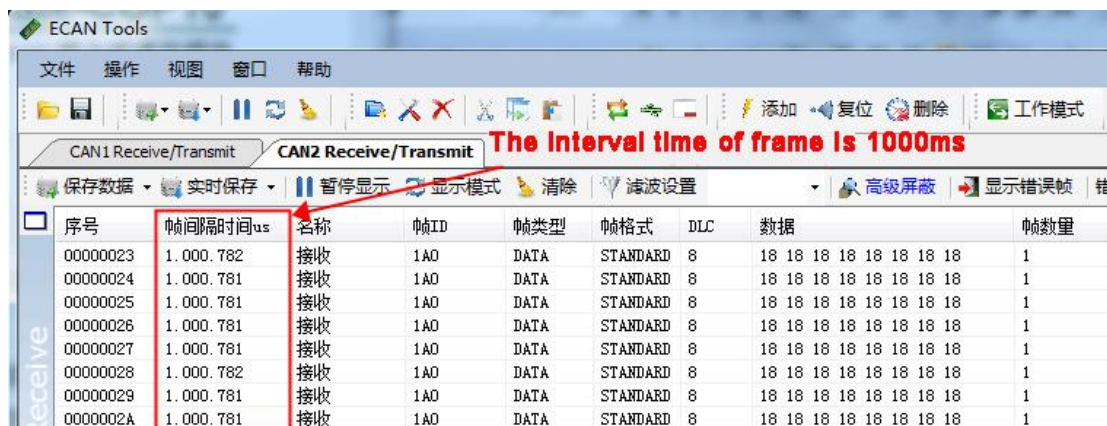 ECAN Tools
文件 操作 视图 窗口 帮助
添加 复位 删除 工作模式
The interval time of frame is 1000ms
CAN1 Receive/Transmit CAN2 Receive/Transmit
保存数据 实时保存 暂停显示 显示模式 清除 滤波设置 高级屏蔽 显示错误帧 错
序号 帧间隔时间us 名称 帧ID 帧类型 帧格式 DLC 数据 帧数量
00000023 1.000.782 接收 1A0 DATA STANDARD 8 18 18 18 18 18 18 18 18 1
00000024 1.000.781 接收 1A0 DATA STANDARD 8 18 18 18 18 18 18 18 18 1
00000025 1.000.781 接收 1A0 DATA STANDARD 8 18 18 18 18 18 18 18 18 1
00000026 1.000.781 接收 1A0 DATA STANDARD 8 18 18 18 18 18 18 18 18 1
00000027 1.000.781 接收 1A0 DATA STANDARD 8 18 18 18 18 18 18 18 18 1
00000028 1.000.782 接收 1A0 DATA STANDARD 8 18 18 18 18 18 18 18 18 1
00000029 1.000.781 接收 1A0 DATA STANDARD 8 18 18 18 18 18 18 18 18 1
0000002A 1.000.781 接收 1A0 DATA STANDARD 8 18 18 18 18 18 18 18 18 1
Receive